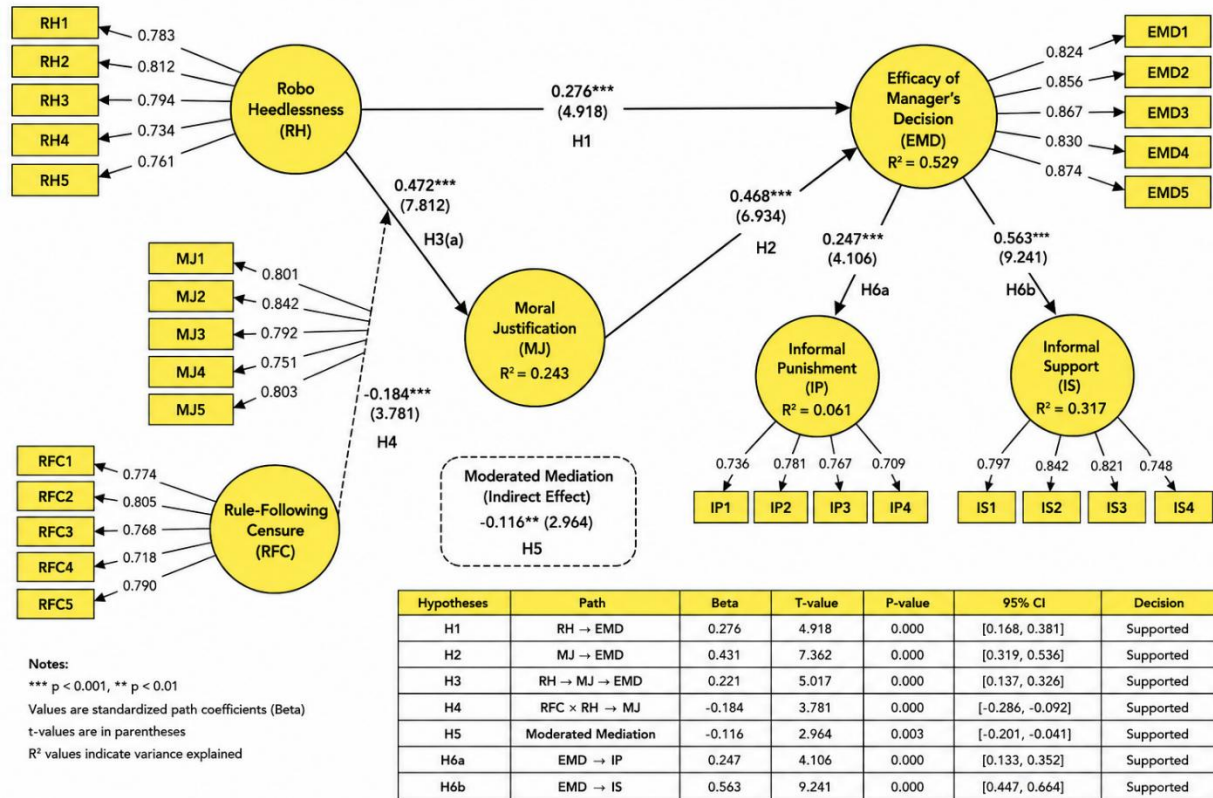 RH1
RH2
RH3
RH4
RH5
0.783
0.812
0.794
0.734
0.761
Robo
Heedlessness
(RH)
0.276***
(4.918)
H1
Efficacy of
Manager's
Decision
(EMD)
R² = 0.529
0.824
0.856
0.867
0.830
0.874
EMD1
EMD2
EMD3
EMD4
EMD5
0.472***
(7.812)
H3(a)
0.468***
(6.934)
H2
0.247***
(4.106)
H6a
0.563***
(9.241)
H6b
MJ1
MJ2
MJ3
MJ4
MJ5
0.801
0.842
0.792
0.751
0.803
Moral
Justification
(MJ)
R² = 0.243
-0.184***
(3.781)
H4
Informal
Punishment
(IP)
R² = 0.061
Informal
Support
(IS)
R² = 0.317
0.736
0.781
0.767
0.709
IP1
IP2
IP3
IP4
0.797
0.842
0.821
0.748
IS1
IS2
IS3
IS4
RFC1
RFC2
RFC3
RFC4
RFC5
0.774
0.805
0.768
0.718
0.790
Rule-Following
Censure
(RFC)
Moderated Mediation
(Indirect Effect)
-0.116** (2.964)
H5
Notes:
*** p < 0.001, ** p < 0.01
Values are standardized path coefficients (Beta)
t-values are in parentheses
R² values indicate variance explained
Hypotheses Path Beta T-value P-value 95% CI Decision
H1 RH → EMD 0.276 4.918 0.000 [0.168, 0.381] Supported
H2 MJ → EMD 0.431 7.362 0.000 [0.319, 0.536] Supported
H3 RH → MJ → EMD 0.221 5.017 0.000 [0.137, 0.326] Supported
H4 RFC × RH → MJ -0.184 3.781 0.000 [-0.286, -0.092] Supported
H5 Moderated Mediation -0.116 2.964 0.003 [-0.201, -0.041] Supported
H6a EMD → IP 0.247 4.106 0.000 [0.133, 0.352] Supported
H6b EMD → IS 0.563 9.241 0.000 [0.447, 0.664] Supported